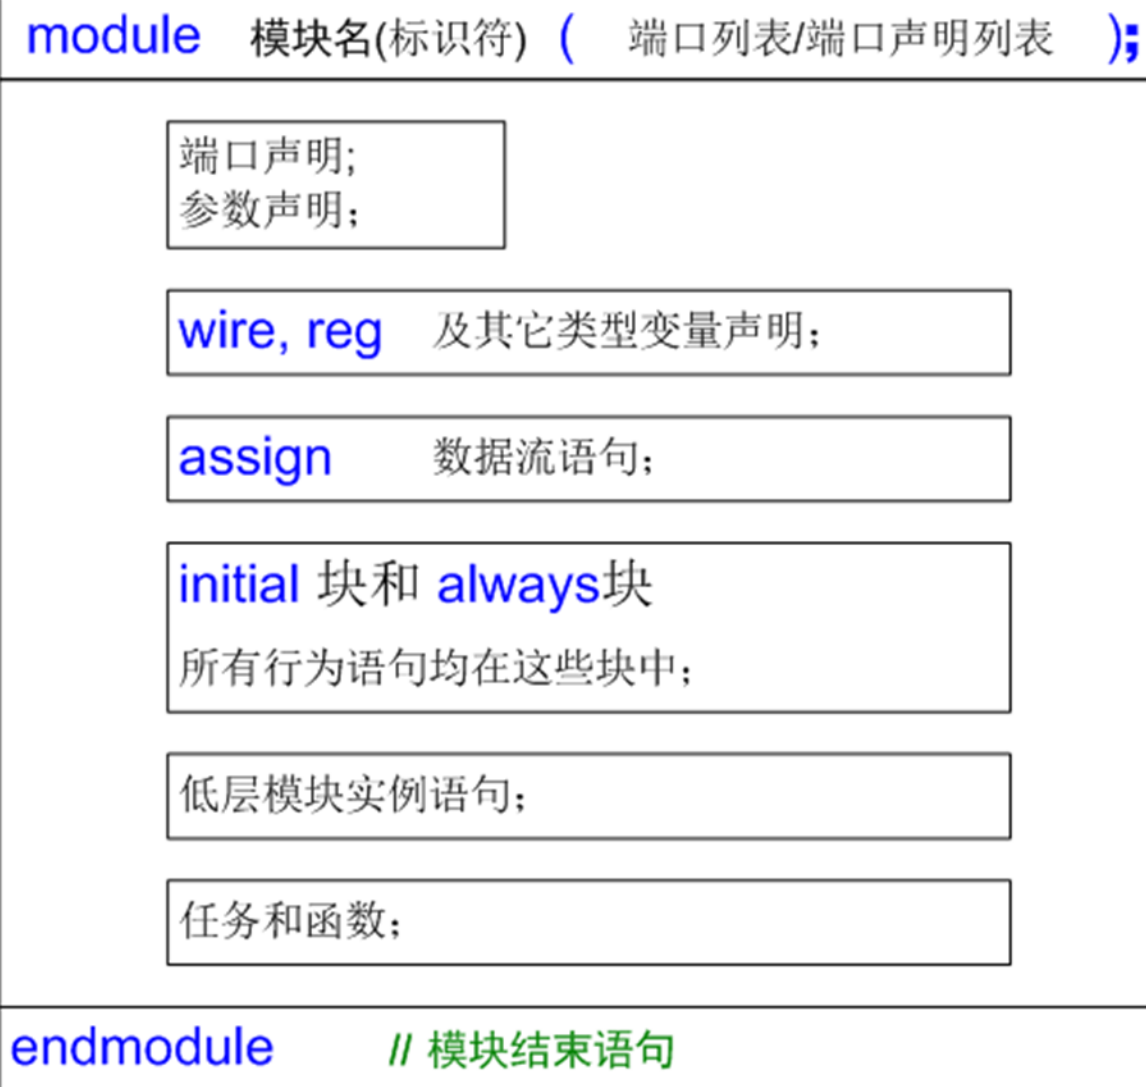 module 模块名(标识符) ( 端口列表/端口声明列表 );
端口声明;
参数声明；
wire, reg 及其它类型变量声明；
assign 数据流语句；
initial 块和 always块
所有行为语句均在这些块中；
低层模块实例语句；
任务和函数；
endmodule // 模块结束语句